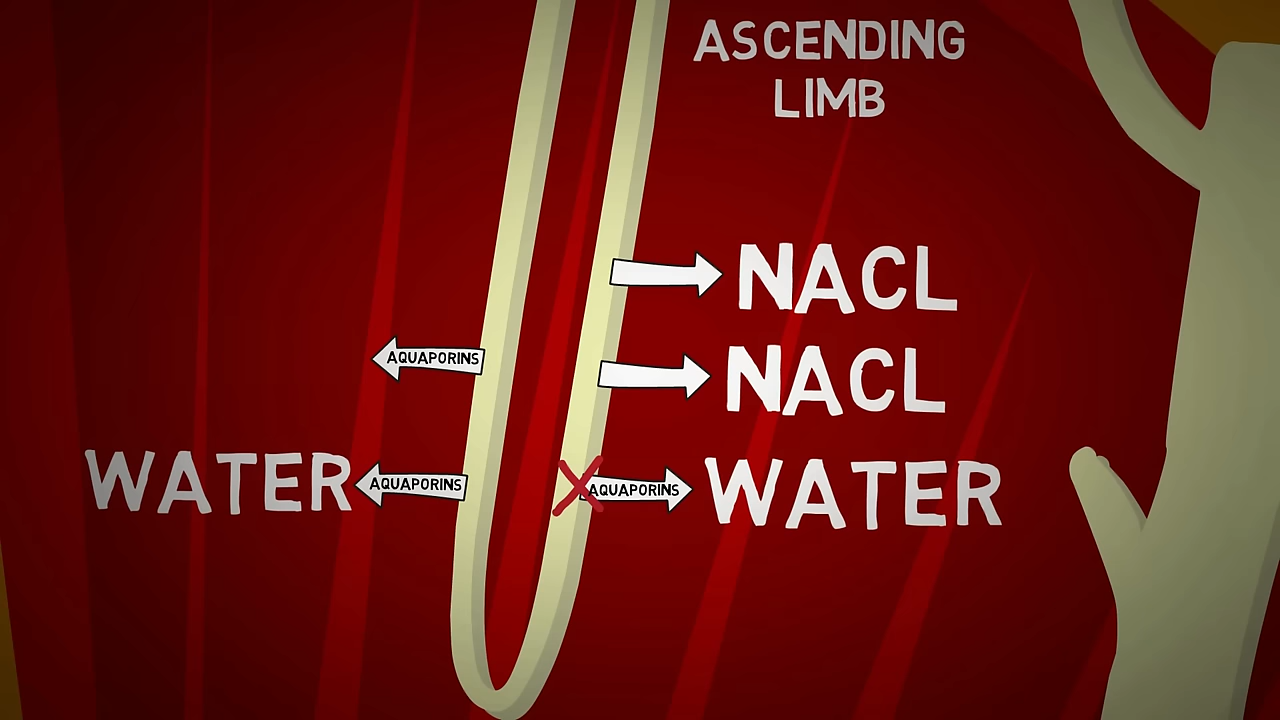 ASCENDING
LIMB
NACL
AQUAPORINS
NACL
WATER AQUAPORINS AQUAPORINS WATER